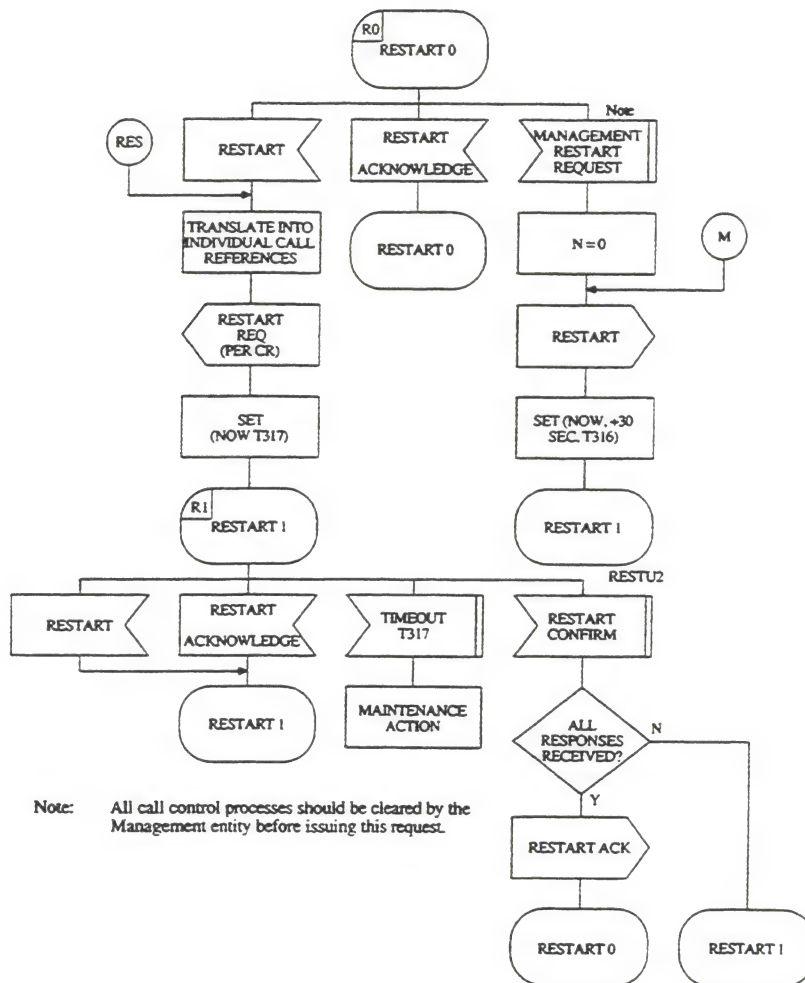 R0
RESTART 0
Note
RES
RESTART
RESTART
ACKNOWLEDGE
MANAGEMENT
RESTART
REQUEST
TRANSLATE INTO
INDIVIDUAL CALL
REFERENCES
RESTART 0
N = 0
M
RESTART
REQ
(PER CR)
RESTART
SET
(NOW T317)
SET (NOW, +30
SEC, T316)
R1
RESTART 1
RESTART 1
RESTU2
RESTART
RESTART
ACKNOWLEDGE
TIMEOUT
T317
RESTART
CONFIRM
RESTART 1
MAINTENANCE
ACTION
ALL
RESPONSES
RECEIVED?
N
Y
Note: All call control processes should be cleared by the
Management entity before issuing this request.
RESTART ACK
RESTART 0
RESTART 1